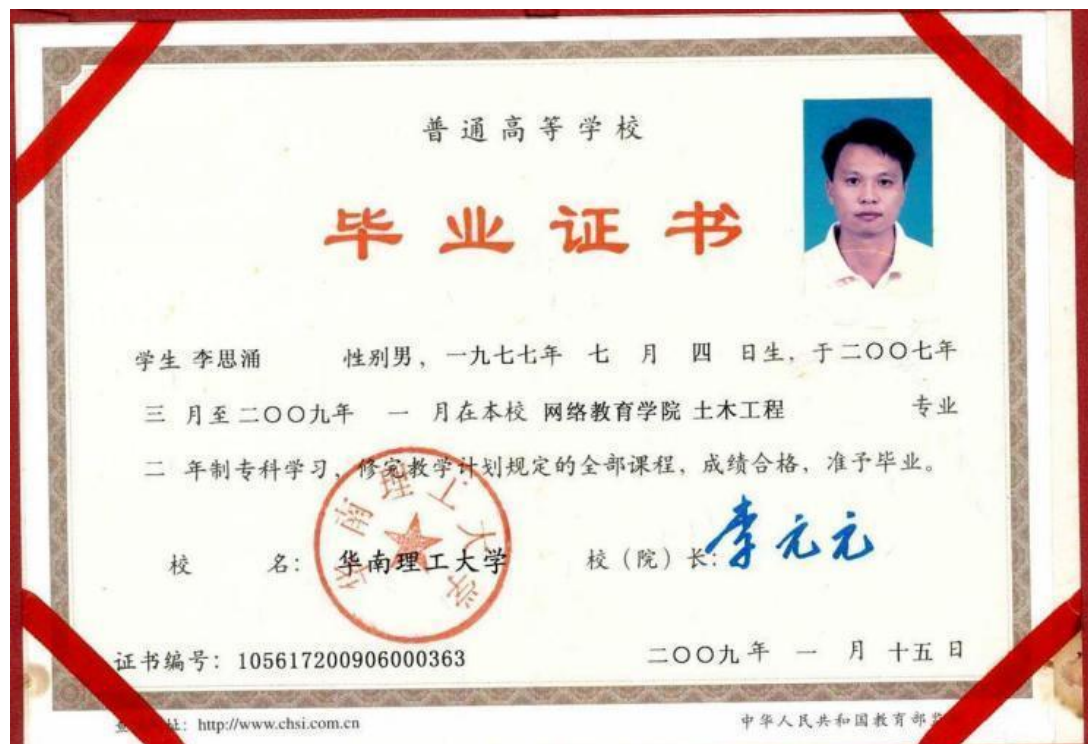 普通高等学校
毕业证书
学生 李思涌 性别男，一九七七年 七 月 四 日生，于二〇〇七年
三 月至二〇〇九年 一 月在本校 网络教育学院 土木工程 专业
二 年制专科学习，修完教学计划规定的全部课程，成绩合格，准予毕业。
华南理工大学
校 名： 华南理工大学 校（院）长：李元元
证书编号：105617200906000363 二〇〇九年 一 月 十五 日
http://www.chsi.com.cn 中华人民共和国教育部